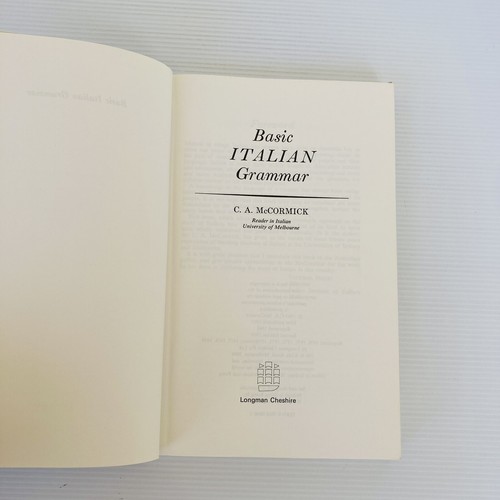 Basic
ITALIAN
Grammar
C. A. McCORMICK
Reader in Italian
University of Melbourne
Longman Cheshire